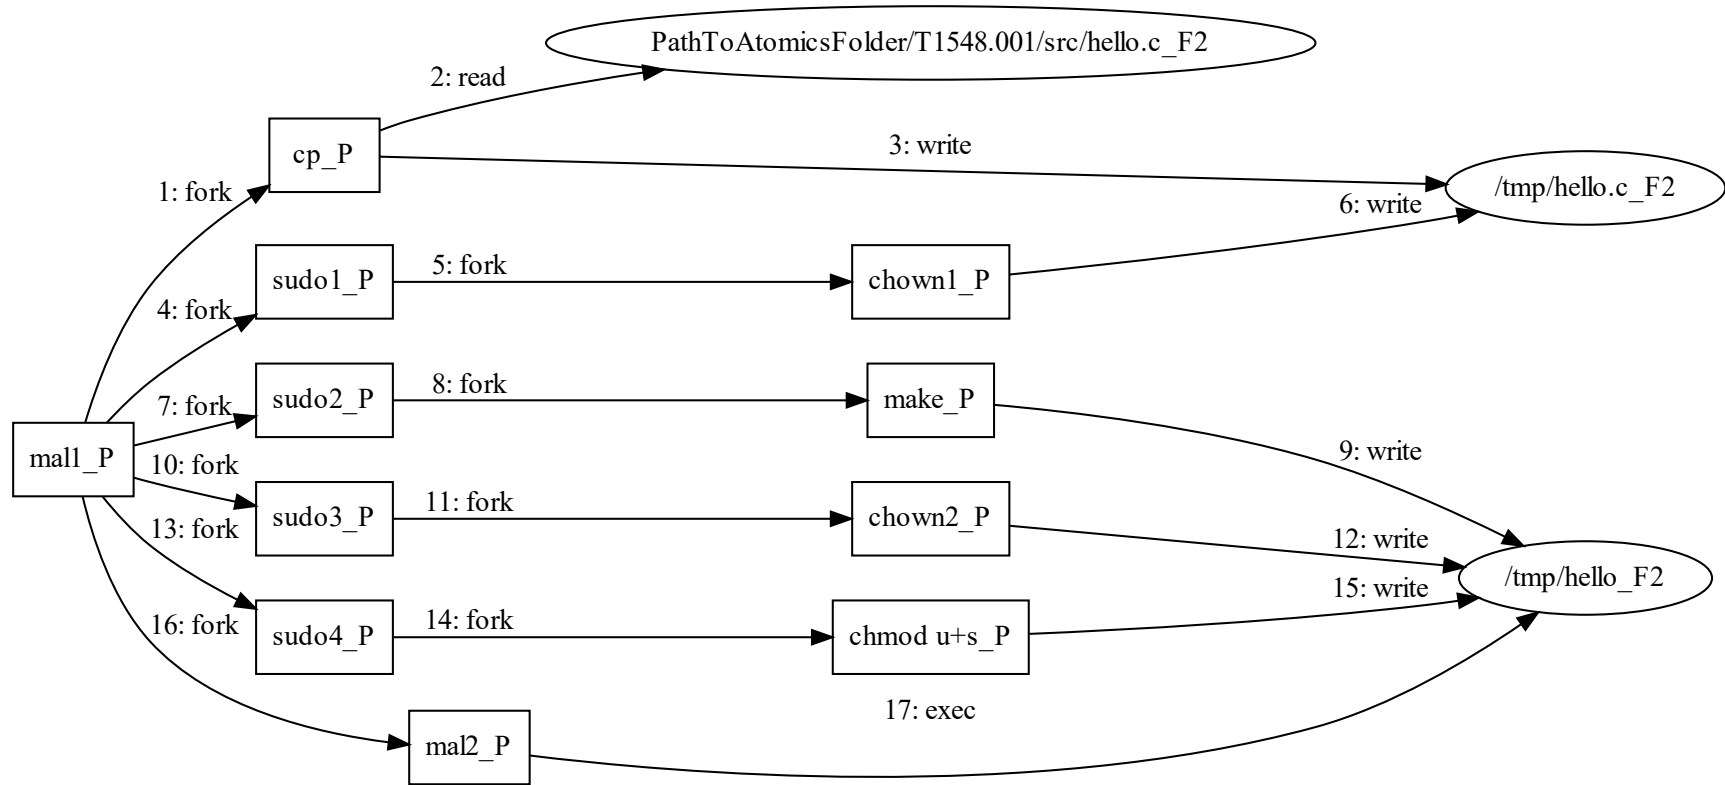 PathToAtomicsFolder/T1548.001/src/hello.c_F2
2: read
cp_P
3: write
1: fork
/tmp/hello.c_F2
6: write
sudo1_P
5: fork
chown1_P
4: fork
sudo2_P
8: fork
make_P
7: fork
mal1_P
9: write
10: fork
sudo3_P
11: fork
chown2_P
12: write
13: fork
/tmp/hello_F2
15: write
sudo4_P
14: fork
chmod u+s_P
16: fork
17: exec
mal2_P